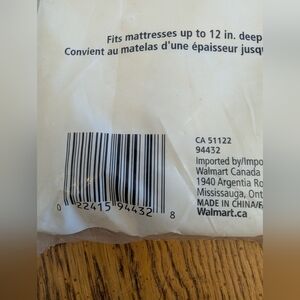 Fits mattresses up to 12 in. deep
Convient au matelas d'une épaisseur jusq
CA 51122
94432
Imported by/Impo
Walmart Canada
1940 Argentia Ro
Mississauga, Ont
MADE IN CHINA/F
Walmart.ca
0 22415 94432 8